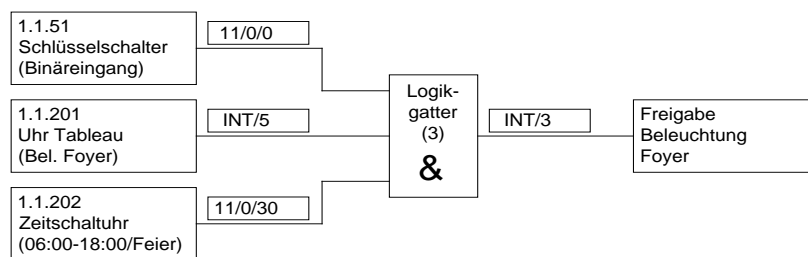 1.1.51
Schlüsselschalter
(Binäreingang)
11/0/0
1.1.201
Uhr Tableau
(Bel. Foyer)
INT/5
1.1.202
Zeitschaltuhr
(06:00-18:00/Feier)
11/0/30
Logik-
gatter
(3)
&
INT/3
Freigabe
Beleuchtung
Foyer